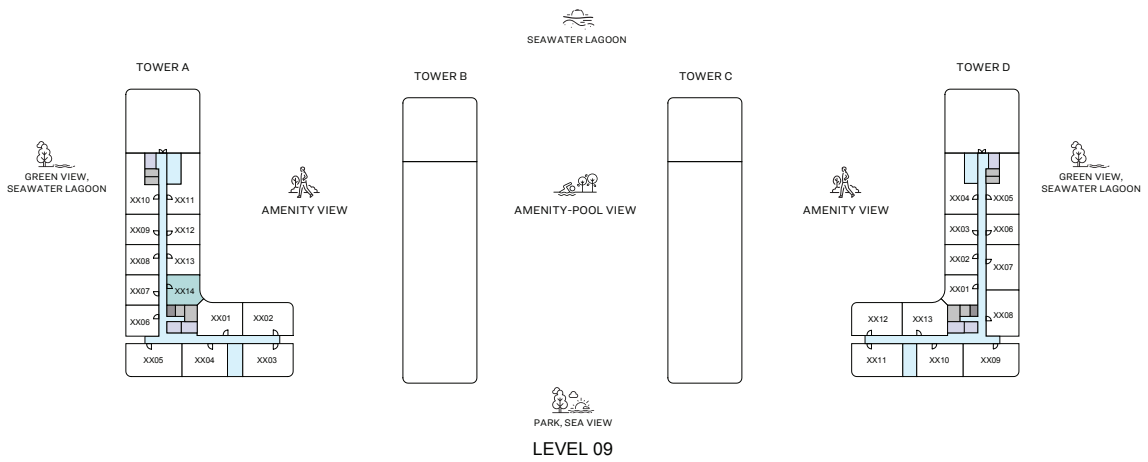 SEAWATER LAGOON
TOWER A
TOWER B
TOWER C
TOWER D
GREEN VIEW,
SEAWATER LAGOON
AMENITY VIEW
AMENITY-POOL VIEW
AMENITY VIEW
GREEN VIEW,
SEAWATER LAGOON
XX10 XX11
XX09 XX12
XX08 XX13
XX07 XX14
XX06 XX01 XX02
XX05 XX04 XX03
XX04 XX05
XX03 XX06
XX02 XX07
XX01
XX12 XX13 XX08
XX11 XX10 XX09
PARK, SEA VIEW
LEVEL 09